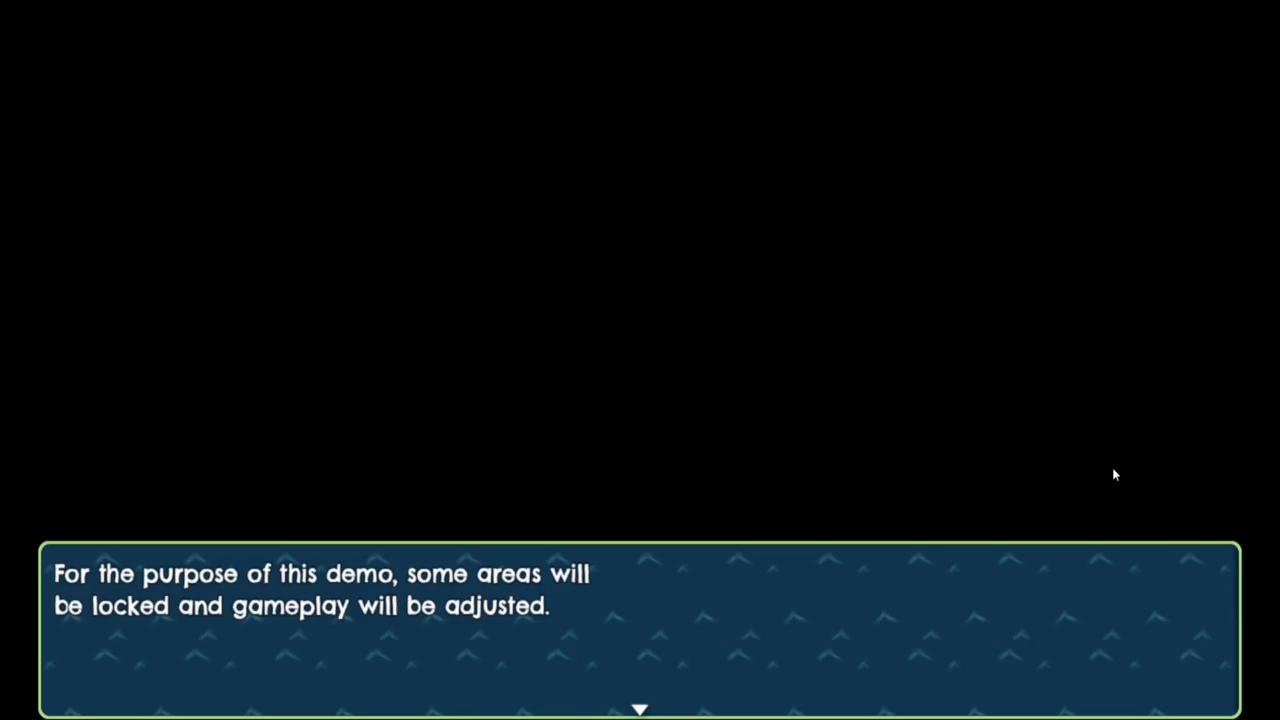 For the purpose of this demo, some areas will
be locked and gameplay will be adjusted.